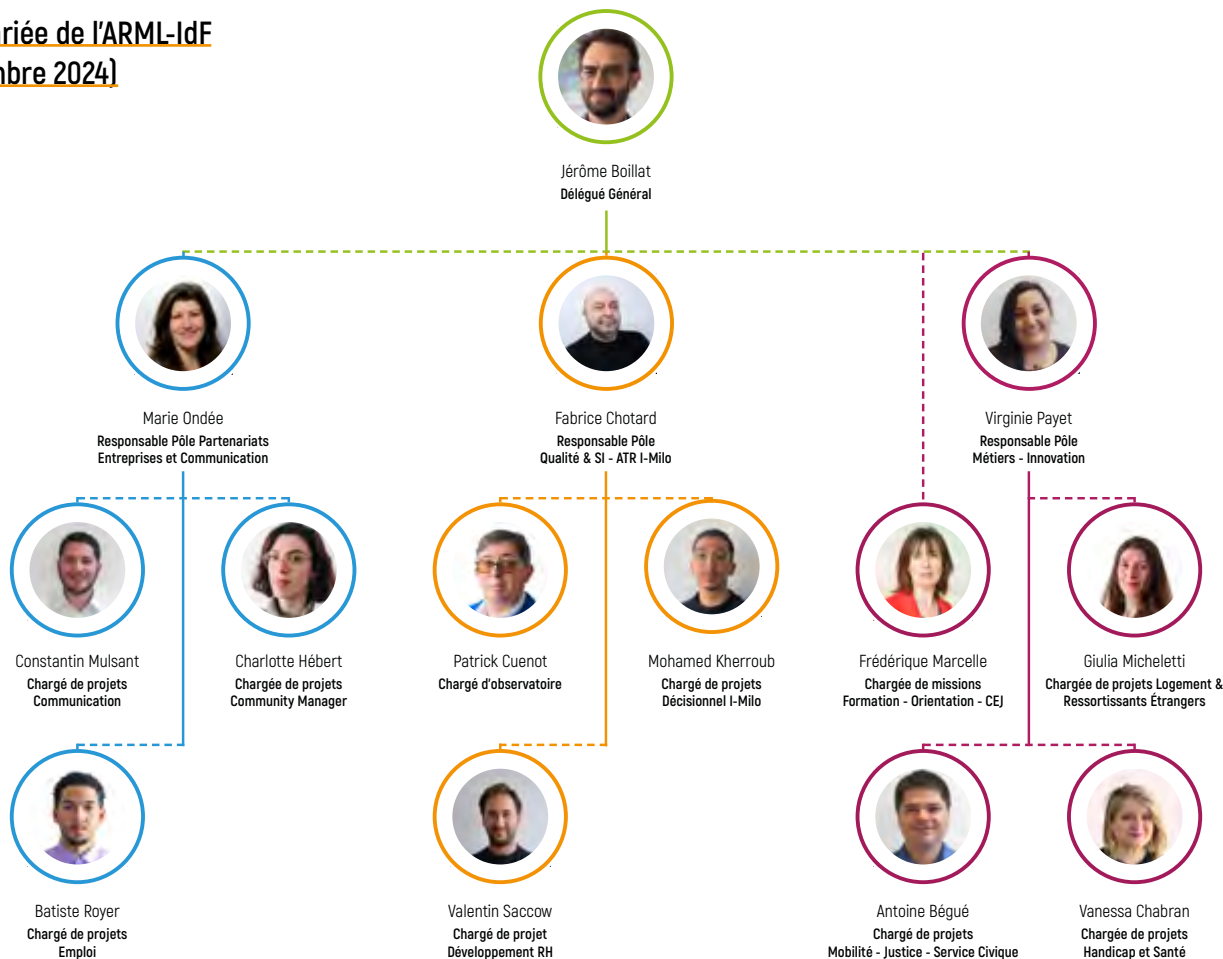 de l'ARML-IdF
2024)
Jérôme Boillat
Délégué Général
Marie Ondée
Responsable Pôle Partenariats
Entreprises et Communication
Fabrice Chotard
Responsable Pôle
Qualité & SI - ATR I-Milo
Virginie Payet
Responsable Pôle
Métiers - Innovation
Constantin Mulsant
Chargé de projets
Communication
Charlotte Hébert
Chargée de projets
Community Manager
Patrick Cuenot
Chargé d'observatoire
Mohamed Kherroub
Chargé de projets
Décisionnel I-Milo
Frédérique Marcelle
Chargée de missions
Formation - Orientation - CEJ
Giulia Micheletti
Chargée de projets Logement &
Ressortissants Étrangers
Batiste Royer
Chargé de projets
Emploi
Valentin Saccow
Chargé de projet
Développement RH
Antoine Bégué
Chargé de projets
Mobilité - Justice - Service Civique
Vanessa Chabran
Chargée de projets
Handicap et Santé